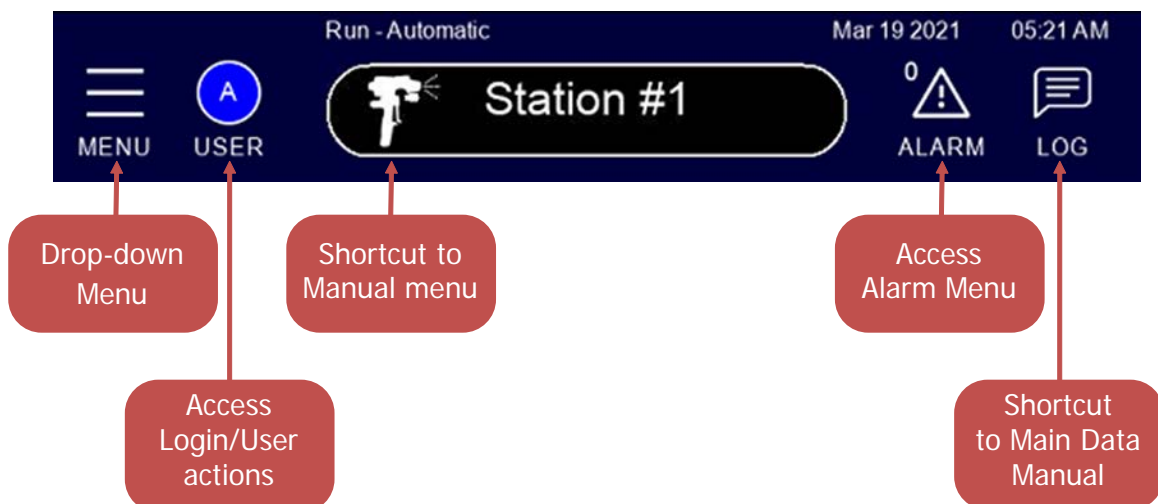 Run - Automatic
Mar 19 2021
05:21 AM
MENU
A
USER
Station #1
0
ALARM
LOG
Drop-down
Menu
Shortcut to
Manual menu
Access
Alarm Menu
Access
Login/User
actions
Shortcut
to Main Data
Manual